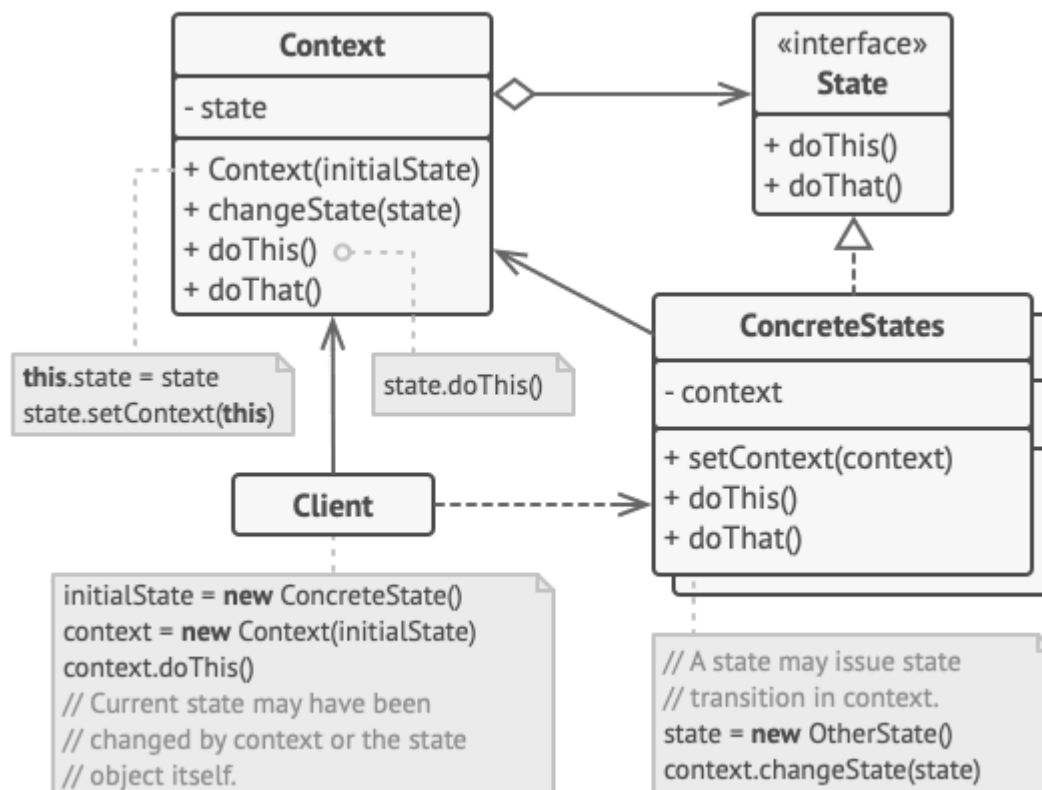 Context
- state
+ Context(initialState)
+ changeState(state)
+ doThis()
+ doThat()
«interface»
State
+ doThis()
+ doThat()
this.state = state
state.setContext(this)
state.doThis()
ConcreteStates
- context
+ setContext(context)
+ doThis()
+ doThat()
Client
initialState = new ConcreteState()
context = new Context(initialState)
context.doThis()
// Current state may have been
// changed by context or the state
// object itself.
// A state may issue state
// transition in context.
state = new OtherState()
context.changeState(state)